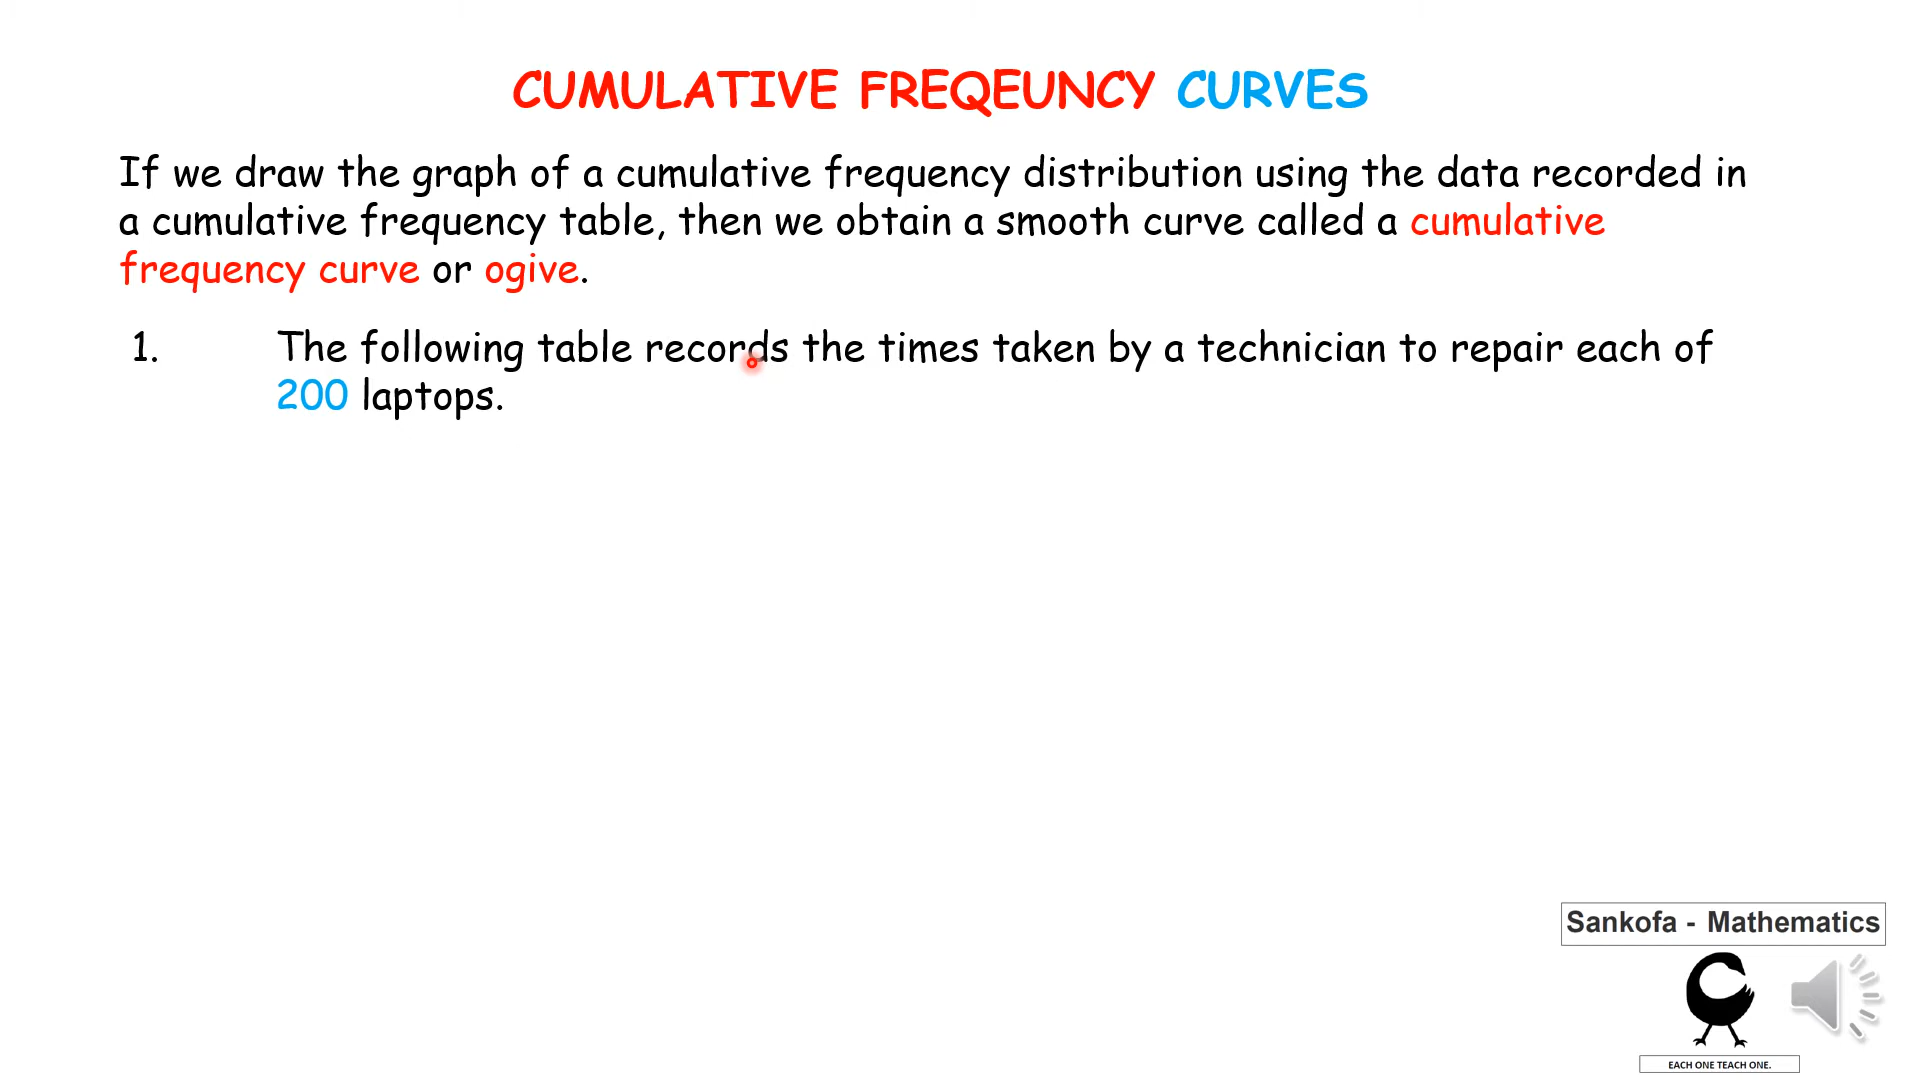 CUMULATIVE FREQEUNCY CURVES
If we draw the graph of a cumulative frequency distribution using the data recorded in
a cumulative frequency table, then we obtain a smooth curve called a cumulative
frequency curve or ogive.
1. The following table records the times taken by a technician to repair each of
200 laptops.
Sankofa - Mathematics
EACH ONE TEACH ONE.